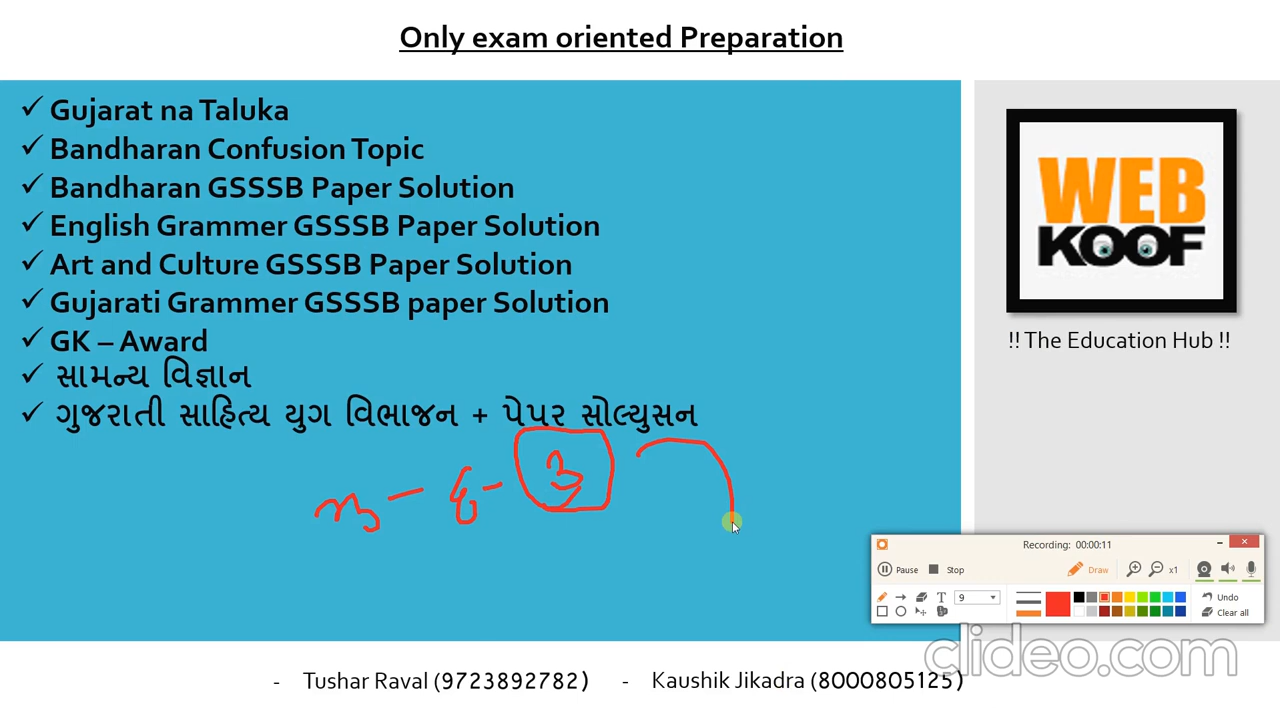 Only exam oriented Preparation
✓ Gujarat na Taluka
✓ Bandharan Confusion Topic
✓ Bandharan GSSSB Paper Solution
✓ English Grammer GSSSB Paper Solution
✓ Art and Culture GSSSB Paper Solution
✓ Gujarati Grammer GSSSB paper Solution
✓ GK – Award
✓ સામન્ય વિજ્ઞાન
✓ ગુજરાતી સાહિત્ય યુગ વિભાજન + પેપર સોલ્યુસન
WEB
KOOF
!! The Education Hub !!
Recording: 00:00:11
Pause Stop Draw x1
T 9 Undo
Clear all
clideo.com
- Tushar Raval (9723892782) - Kaushik Jikadra (8000805125)